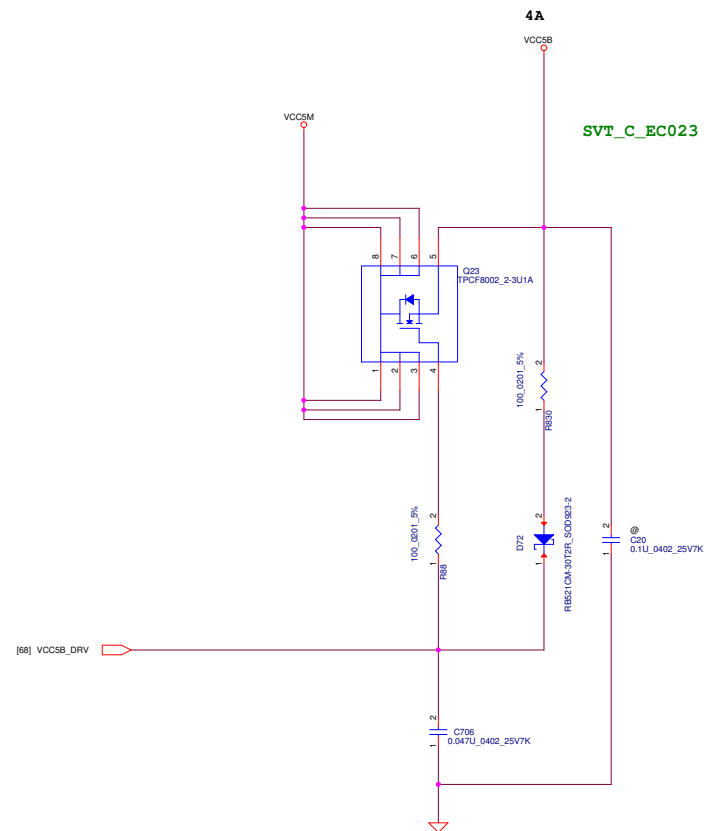 4A
VCC5B
VCC5M
SVT_C_EC023
8
7
6
5
Q23
TPCF8002_2-3U1A
1
2
3
4
2
100_0201_5%
1
R830
2
100_0201_5%
1
R88
2
D72
1
RB521CM-30T2R_SOD923-2
2
@
C20
1
0.1U_0402_25V7K
[68] VCC5B_DRV
2
C706
1
0.047U_0402_25V7K